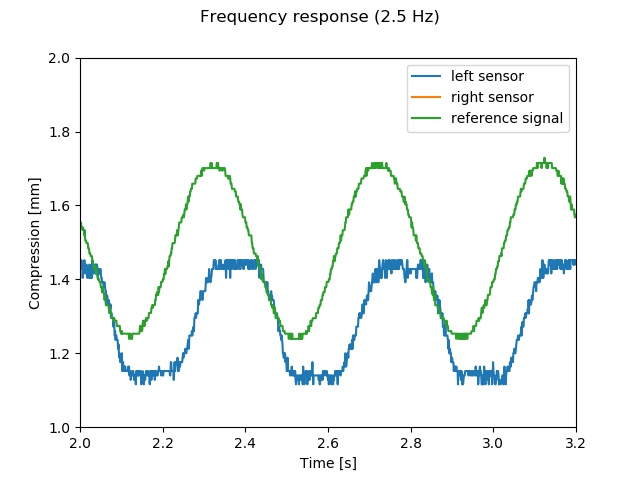 Frequency response (2.5 Hz)
2.0
1.8
1.6
1.4
1.2
1.0
Compression [mm]
left sensor
right sensor
reference signal
2.0 2.2 2.4 2.6 2.8 3.0 3.2
Time [s]